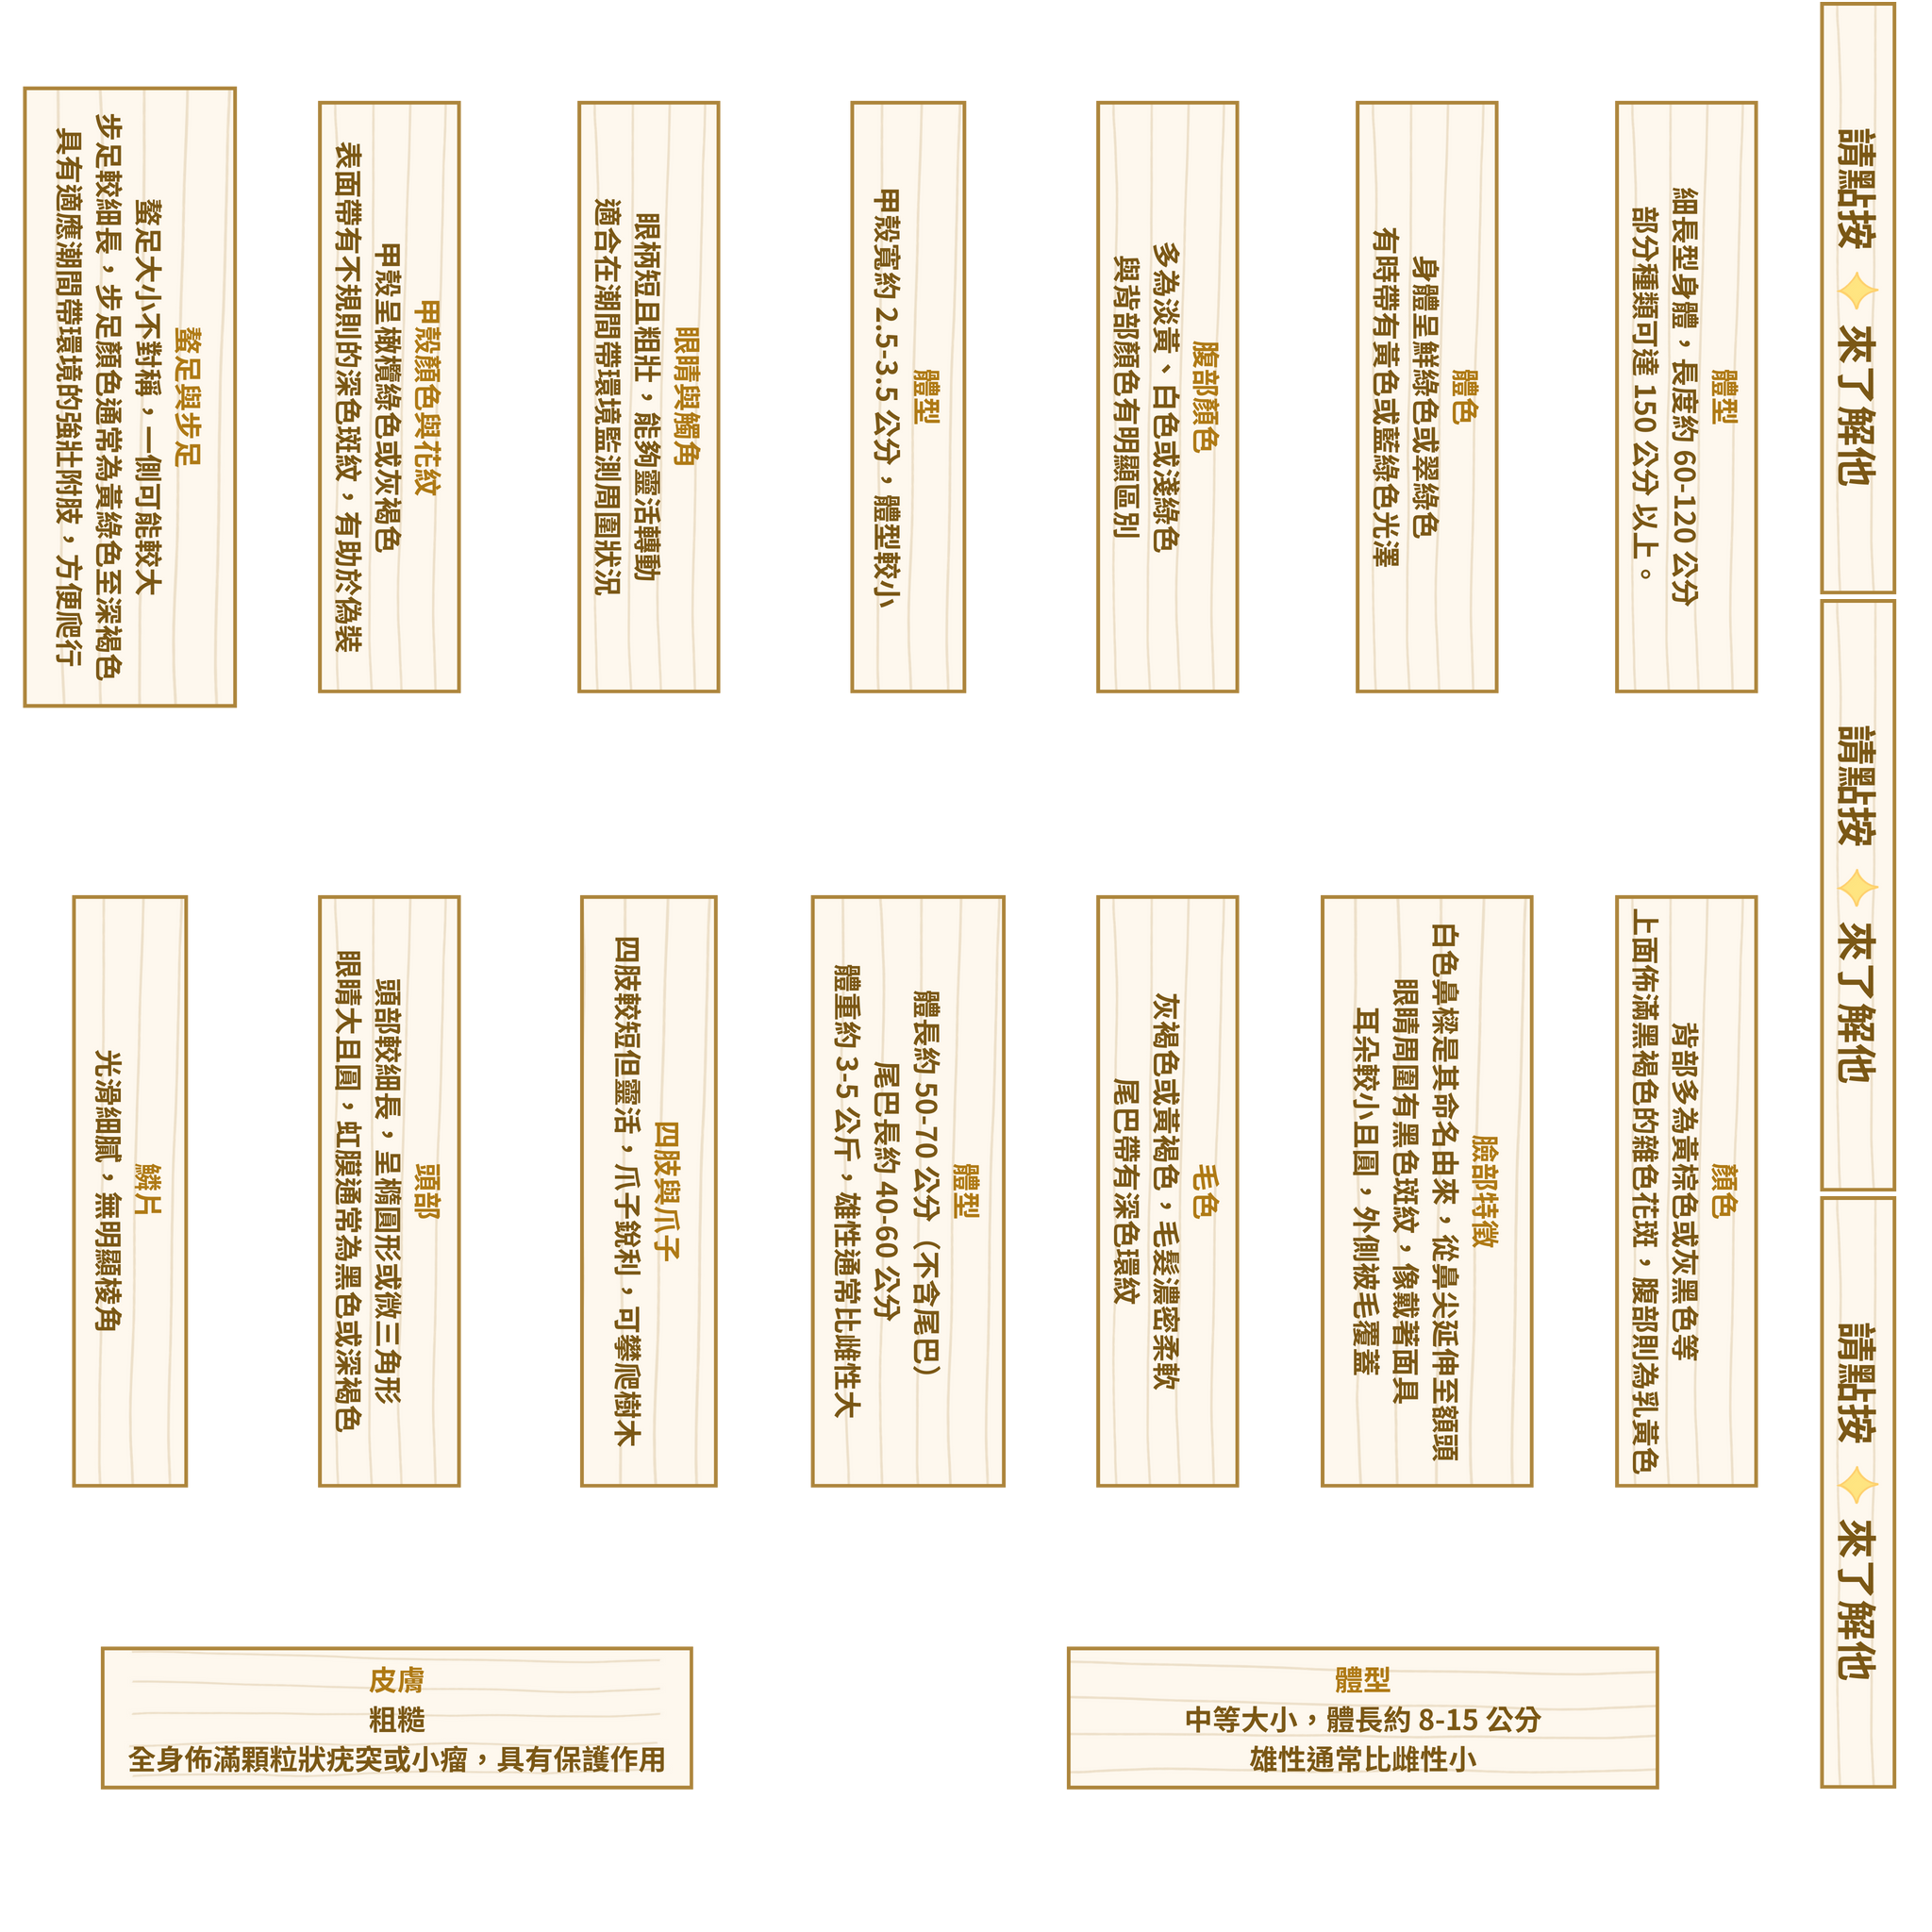 請點按 來了解他
請點按 來了解他
請點按 來了解他
體型
細長型身體，長度約 60-120 公分
部分種類可達 150 公分 以上。
體色
身體呈鮮綠色或翠綠色
有時帶有黃色或藍綠色光澤
腹部顏色
多為淡黃、白色或淺綠色
與背部顏色有明顯區別
體型
甲殼寬約 2.5-3.5 公分，體型較小
眼睛與觸角
眼柄短且粗壯，能夠靈活轉動
適合在潮間帶環境監測周圍狀況
甲殼顏色與花紋
甲殼呈橄欖綠色或灰褐色
表面帶有不規則的深色斑紋，有助於偽裝
螯足與步足
螯足大小不對稱，一側可能較大
步足較細長，步足顏色通常為黃綠色至深褐色
具有適應潮間帶環境的強壯附肢，方便爬行
顏色
背部多為黃棕色或灰黑色等
上面佈滿黑褐色的雜色花斑，腹部則為乳黃色
臉部特徵
白色鼻樑是其命名由來，從鼻尖延伸至額頭
眼睛周圍有黑色斑紋，像戴著面具
耳朵較小且圓，外側被毛覆蓋
毛色
灰褐色或黃褐色，毛髮濃密柔軟
尾巴帶有深色環紋
體型
體長約 50-70 公分（不含尾巴）
尾巴長約 40-60 公分
體重約 3-5 公斤，雄性通常比雌性大
四肢與爪子
四肢較短但靈活，爪子銳利，可攀爬樹木
頭部
頭部較細長，呈橢圓形或微三角形
眼睛大且圓，虹膜通常為黑色或深褐色
鱗片
光滑細膩，無明顯棱角
皮膚
粗糙
全身佈滿顆粒狀疣突或小瘤，具有保護作用
體型
中等大小，體長約 8-15 公分
雄性通常比雌性小